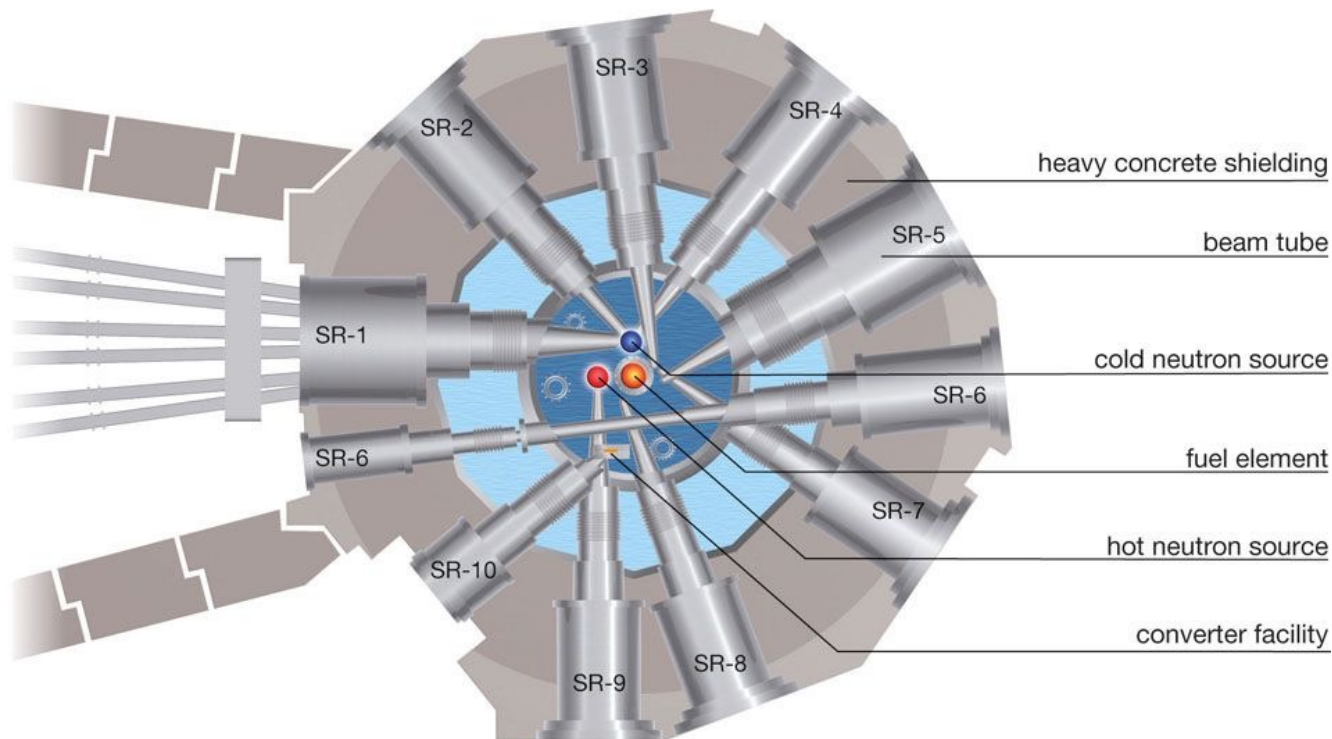 SR-3
SR-4
SR-2
heavy concrete shielding
SR-5
beam tube
SR-1
cold neutron source
SR-6
SR-6
fuel element
SR-7
hot neutron source
SR-10
converter facility
SR-8
SR-9